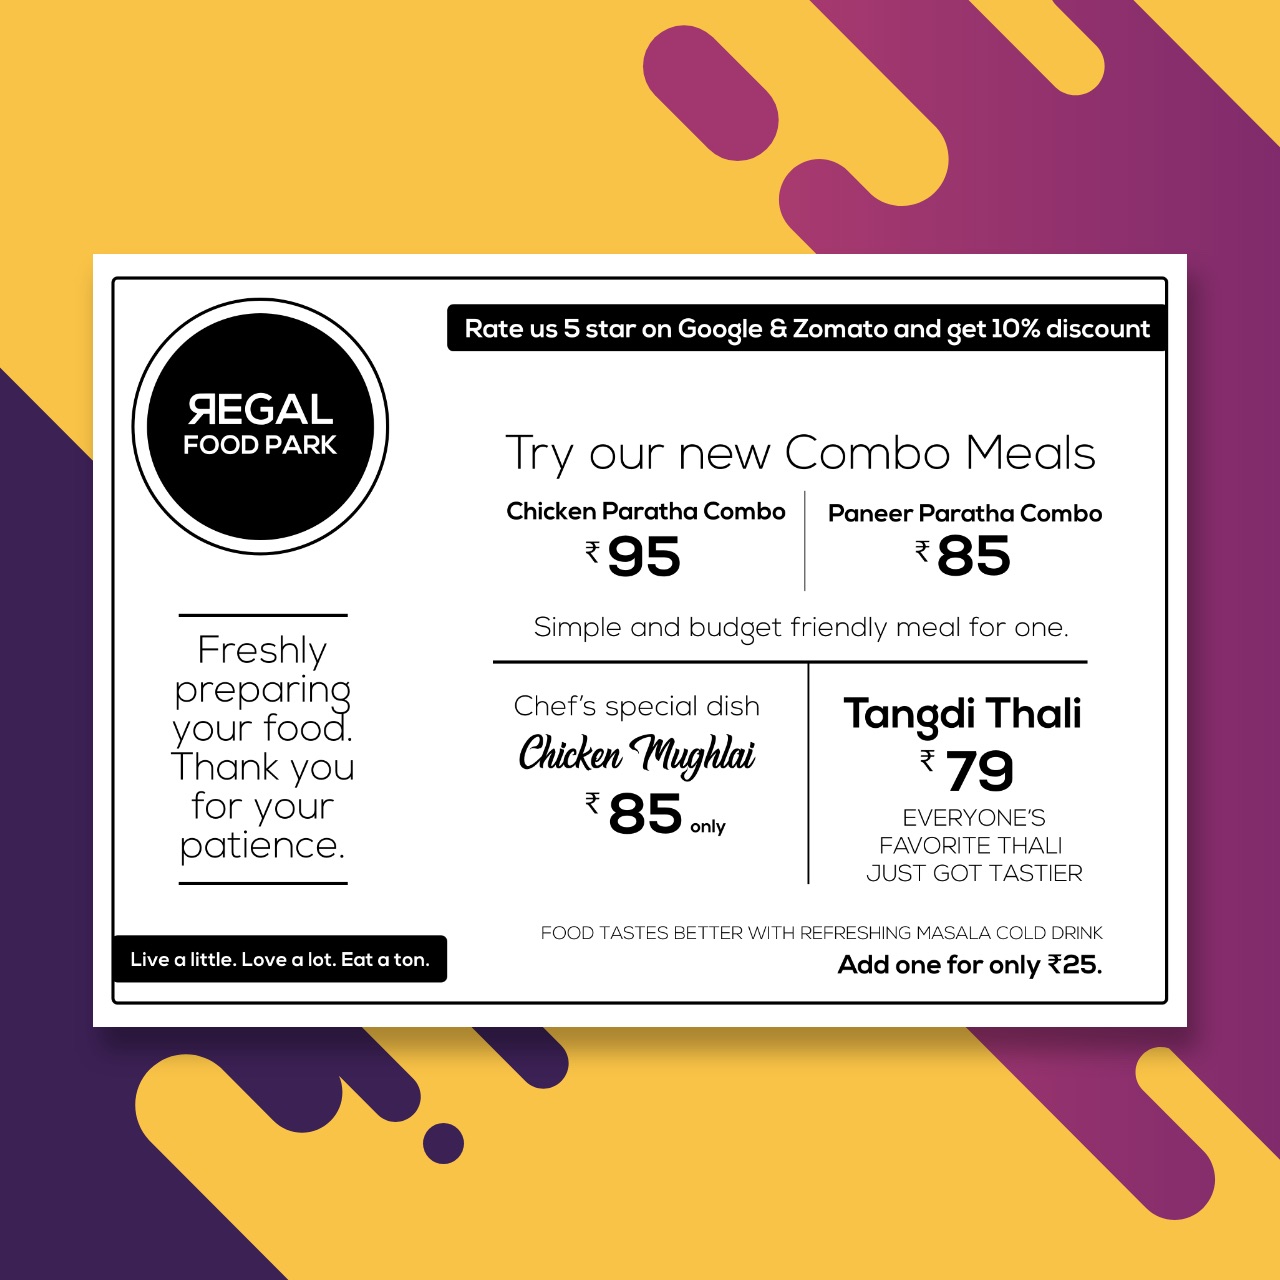 ЯEGAL
FOOD PARK
Freshly
preparing
your food.
Thank you
for your
patience.
Live a little. Love a lot. Eat a ton.
Rate us 5 star on Google & Zomato and get 10% discount
Try our new Combo Meals
Chicken Paratha Combo
₹ 95
Paneer Paratha Combo
₹ 85
Simple and budget friendly meal for one.
Chef's special dish
Chicken Mughlai
₹ 85 only
Tangdi Thali
₹ 79
EVERYONE'S
FAVORITE THALI
JUST GOT TASTIER
FOOD TASTES BETTER WITH REFRESHING MASALA COLD DRINK
Add one for only ₹25.